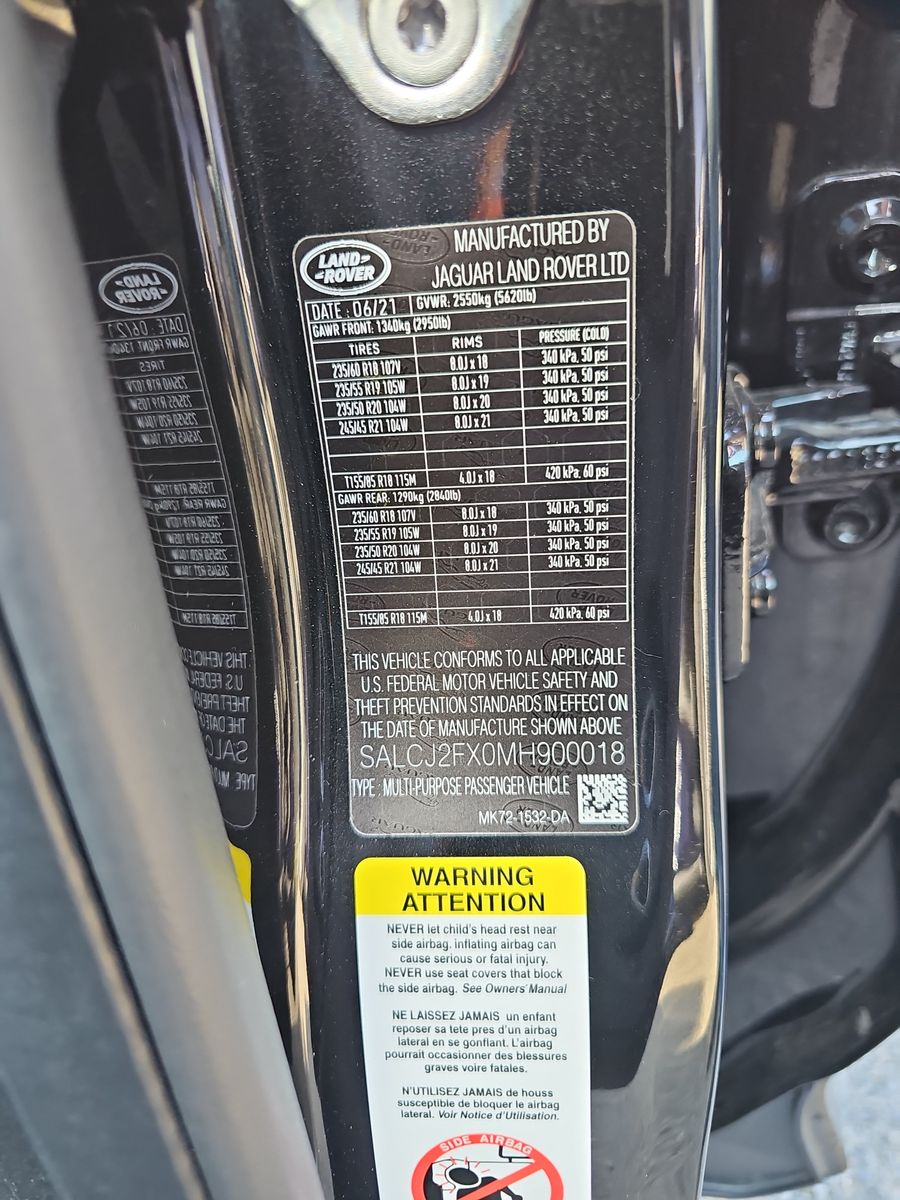 LAND-
-ROVER
MANUFACTURED BY
JAGUAR LAND ROVER LTD
DATE : 06/21 GVWR: 2550kg (5620lb)
GAWR FRONT: 1340kg (2950lb)
TIRES RIMS PRESSURE (COLD)
235/60 R18 107V 8.0J x 18 340 kPa, 50 psi
235/55 R19 105W 8.0J x 19 340 kPa, 50 psi
235/50 R20 104W 8.0J x 20 340 kPa, 50 psi
245/45 R21 104W 8.0J x 21 340 kPa, 50 psi
T155/85 R18 115M 4.0J x 18 420 kPa, 60 psi
GAWR REAR: 1290kg (2840lb)
235/60 R18 107V 8.0J x 18 340 kPa, 50 psi
235/55 R19 105W 8.0J x 19 340 kPa, 50 psi
235/50 R20 104W 8.0J x 20 340 kPa, 50 psi
245/45 R21 104W 8.0J x 21 340 kPa, 50 psi
T155/85 R18 115M 4.0J x 18 420 kPa, 60 psi
THIS VEHICLE CONFORMS TO ALL APPLICABLE
U.S. FEDERAL MOTOR VEHICLE SAFETY AND
THEFT PREVENTION STANDARDS IN EFFECT ON
THE DATE OF MANUFACTURE SHOWN ABOVE
SALCJ2FX0MH900018
TYPE : MULTI-PURPOSE PASSENGER VEHICLE
MK72-1532-DA
WARNING
ATTENTION
NEVER let child's head rest near
side airbag, inflating airbag can
cause serious or fatal injury.
NEVER use seat covers that block
the side airbag. See Owners' Manual
NE LAISSEZ JAMAIS un enfant
reposer sa tete pres d'un airbag
lateral en se gonflant. L'airbag
pourrait occasionner des blessures
graves voire fatales.
N'UTILISEZ JAMAIS de houss
susceptible de bloquer le airbag
lateral. Voir Notice d'Utilisation.
SIDE AIRBAG